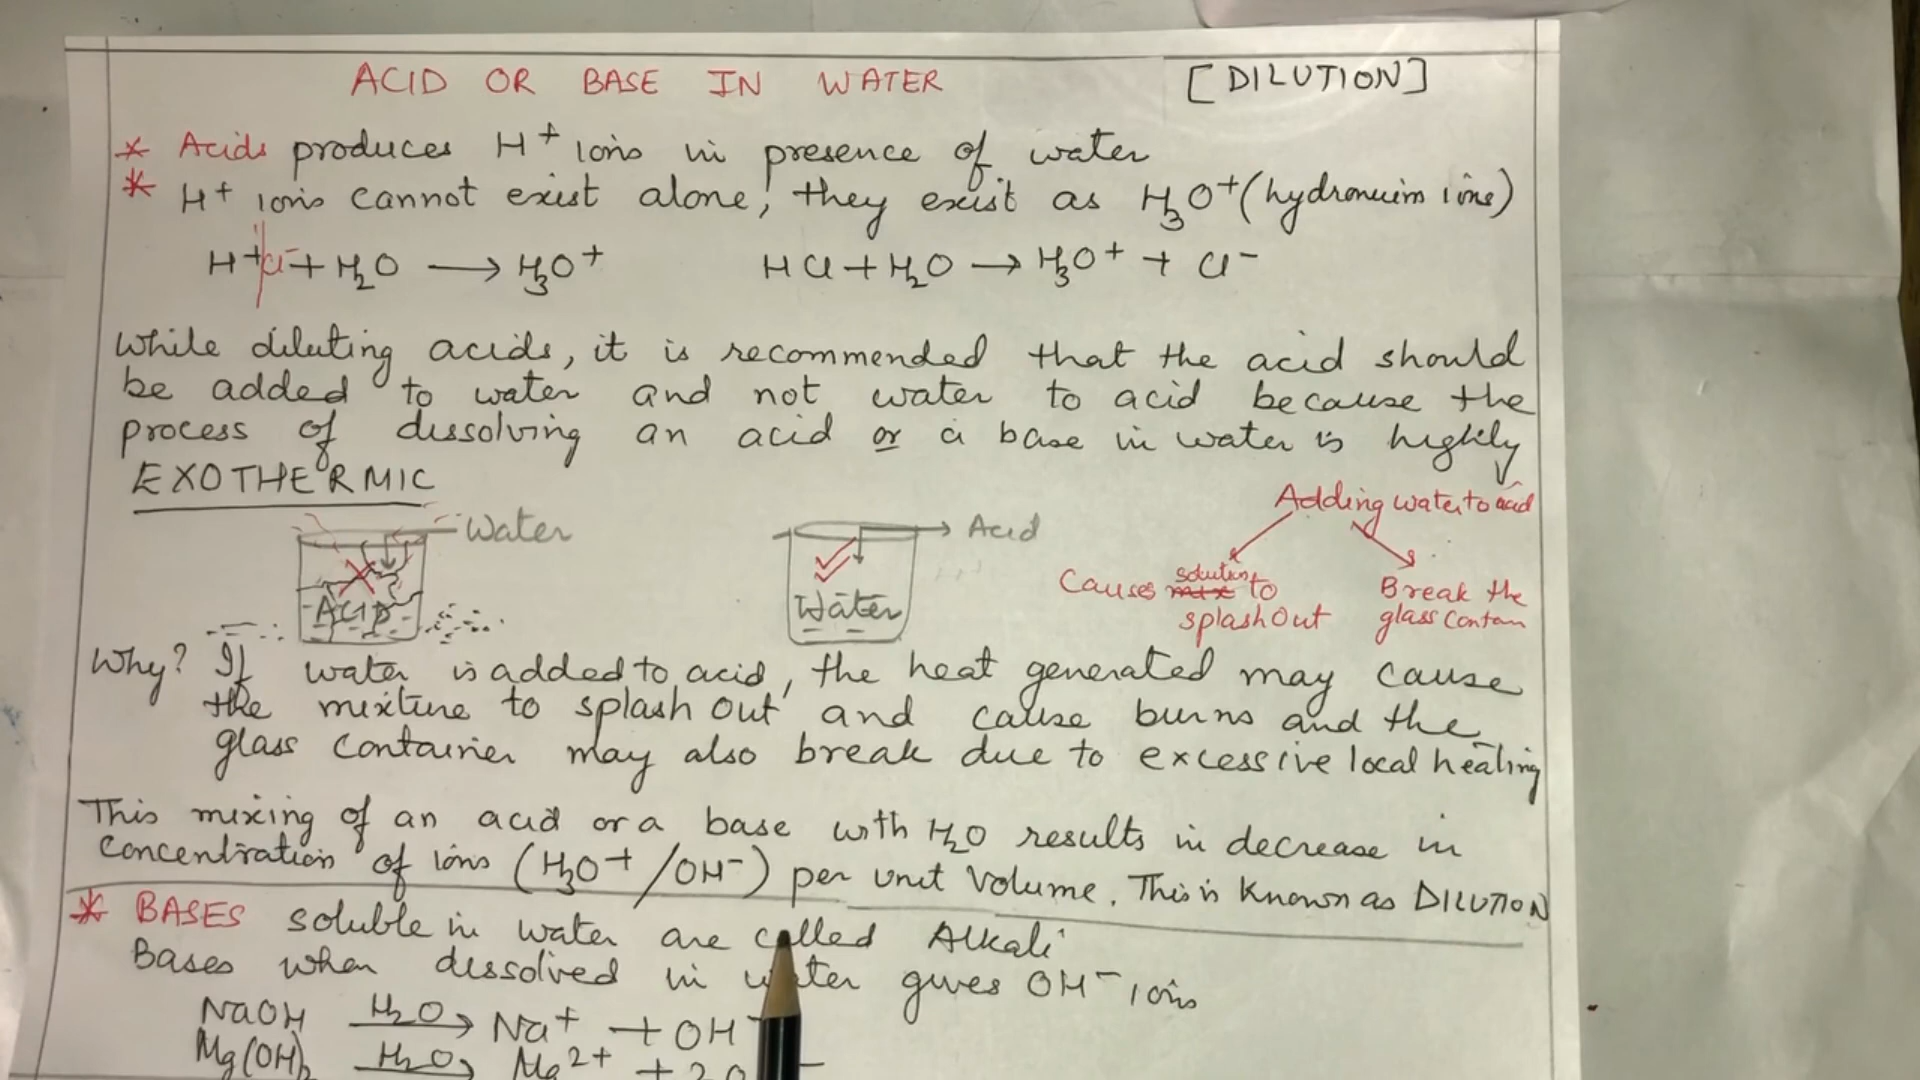 ACID OR BASE IN WATER [DILUTION]
* Acids produces H+ ions in presence of water
* H+ ions cannot exist alone, they exist as H3O+ (hydronium ions)
H+ Cl- + H2O → H3O+ HCl + H2O → H3O+ + Cl-
While diluting acids, it is recommended that the acid should
be added to water and not water to acid because the
process of dissolving an acid or a base in water is highly
EXOTHERMIC
Adding water to acid
Water
Acid
Causes solution to
splash out
Break the
glass contain
ACID
Water
Why? If water is added to acid, the heat generated may cause
the mixture to splash out and cause burns and the
glass container may also break due to excessive local heating
This mixing of an acid or a base with H2O results in decrease in
concentration of ions (H3O+/OH-) per unit volume. This is known as DILUTION
* BASES soluble in water are called Alkali
Bases when dissolved in water gives OH- ions
NaOH H2O→ Na+ + OH-
Mg(OH)2 H2O→ Mg2+ + 2O